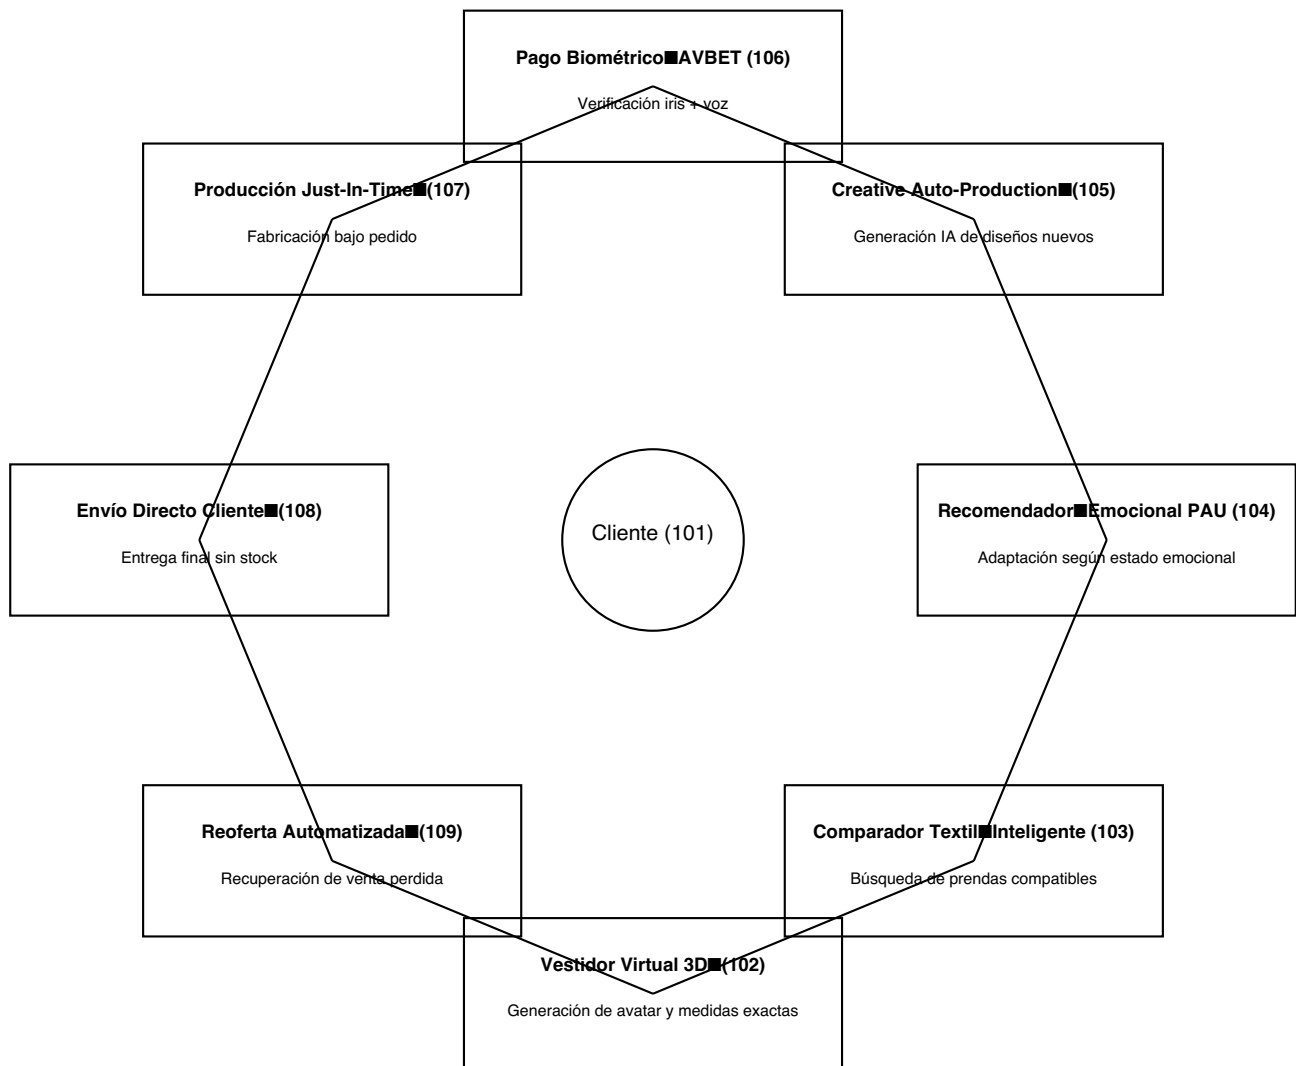 Pago Biométrico■AVBET (106)
Verificación iris + voz
Producción Just-In-Time■(107)
Fabricación bajo pedido
Creative Auto-Production■(105)
Generación IA de diseños nuevos
Envío Directo Cliente■(108)
Entrega final sin stock
Cliente (101)
Recomendador■Emocional PAU (104)
Adaptación según estado emocional
Reoferta Automatizada■(109)
Recuperación de venta perdida
Comparador Textil■Inteligente (103)
Búsqueda de prendas compatibles
Vestidor Virtual 3D■(102)
Generación de avatar y medidas exactas